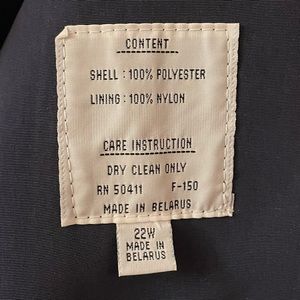 CONTENT
SHELL : 100% POLYESTER
LINING : 100% NYLON
CARE INSTRUCTION
DRY CLEAN ONLY
RN 50411 F-150
MADE IN BELARUS
22W
MADE IN
BELARUS